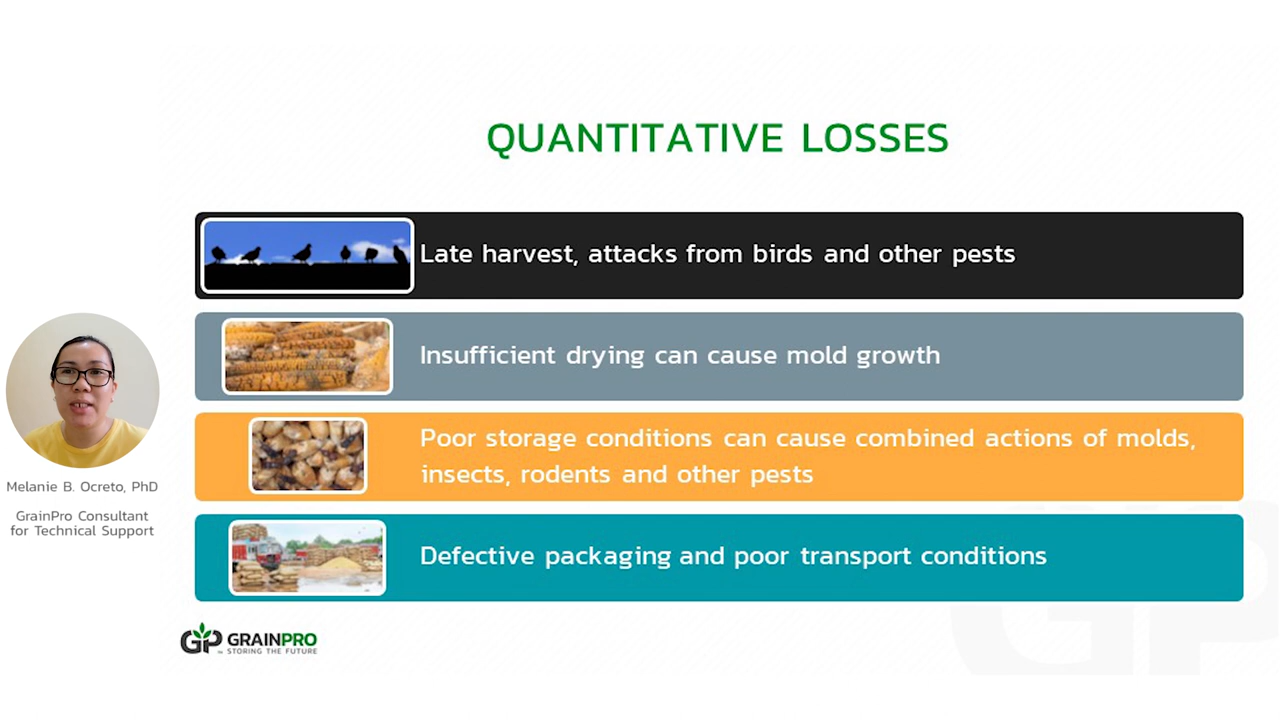 QUANTITATIVE LOSSES
Late harvest, attacks from birds and other pests
Insufficient drying can cause mold growth
Poor storage conditions can cause combined actions of molds,
insects, rodents and other pests
Defective packaging and poor transport conditions
Melanie B. Ocreto, PhD
GrainPro Consultant
for Technical Support
GP GRAINPRO
STORING THE FUTURE
GP